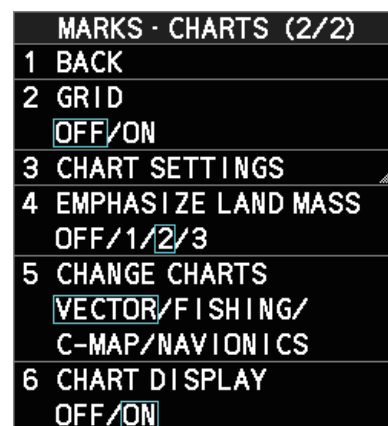 MARKS · CHARTS (2/2)
1 BACK
2 GRID
OFF/ON
3 CHART SETTINGS
4 EMPHASIZE LAND MASS
OFF/1/2/3
5 CHANGE CHARTS
VECTOR/FISHING/
C-MAP/NAVIONICS
6 CHART DISPLAY
OFF/ON